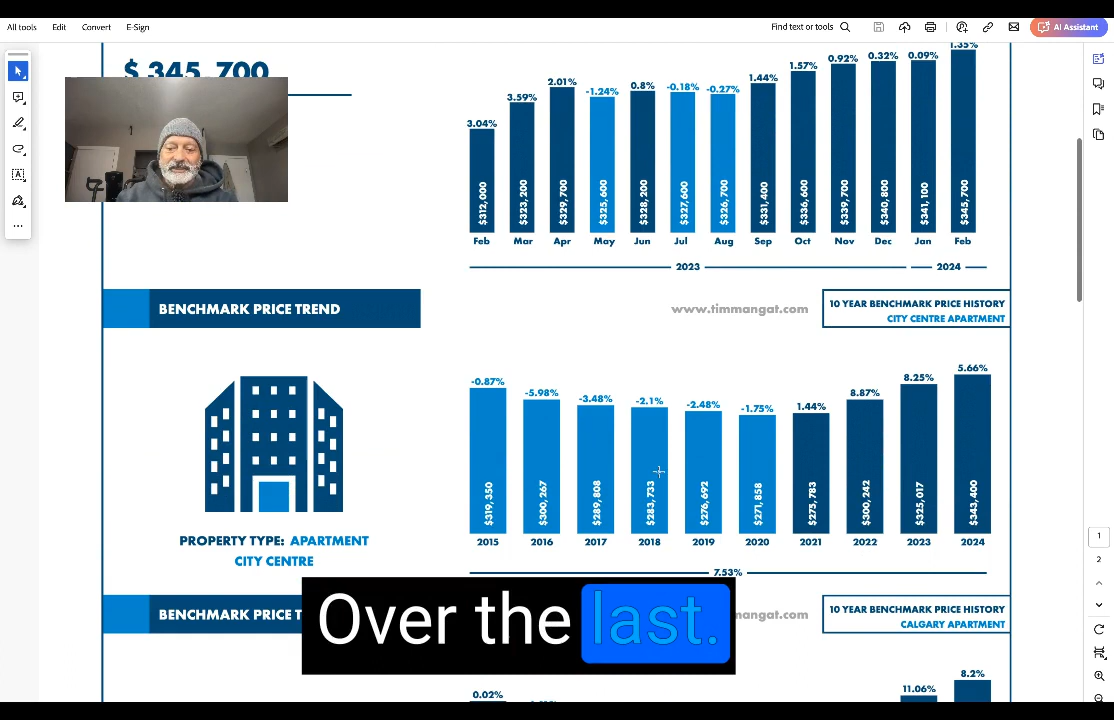 All tools Edit Convert E-Sign
Find text or tools AI Assistant
$ 345,700
3.04% 3.59% 2.01% -1.24% 0.8% -0.18% -0.27% 1.44% 1.57% 0.92% 0.32% 0.09% 1.35%
$312,000 $323,200 $329,700 $325,600 $328,200 $327,600 $326,700 $331,400 $336,600 $339,700 $340,800 $341,100 $345,700
Feb Mar Apr May Jun Jul Aug Sep Oct Nov Dec Jan Feb
2023 2024
BENCHMARK PRICE TREND
www.timmangat.com
10 YEAR BENCHMARK PRICE HISTORY
CITY CENTRE APARTMENT
-0.87% -5.98% -3.48% -2.1% -2.48% -1.75% 1.44% 8.87% 8.25% 5.66%
$319,350 $300,267 $289,808 $283,733 $276,692 $271,858 $275,783 $300,242 $325,017 $343,400
2015 2016 2017 2018 2019 2020 2021 2022 2023 2024
PROPERTY TYPE: APARTMENT
CITY CENTRE
7.53%
1
2
BENCHMARK PRICE T
Over the last.
mangat.com
10 YEAR BENCHMARK PRICE HISTORY
CALGARY APARTMENT
0.02% 11.06% 8.2%